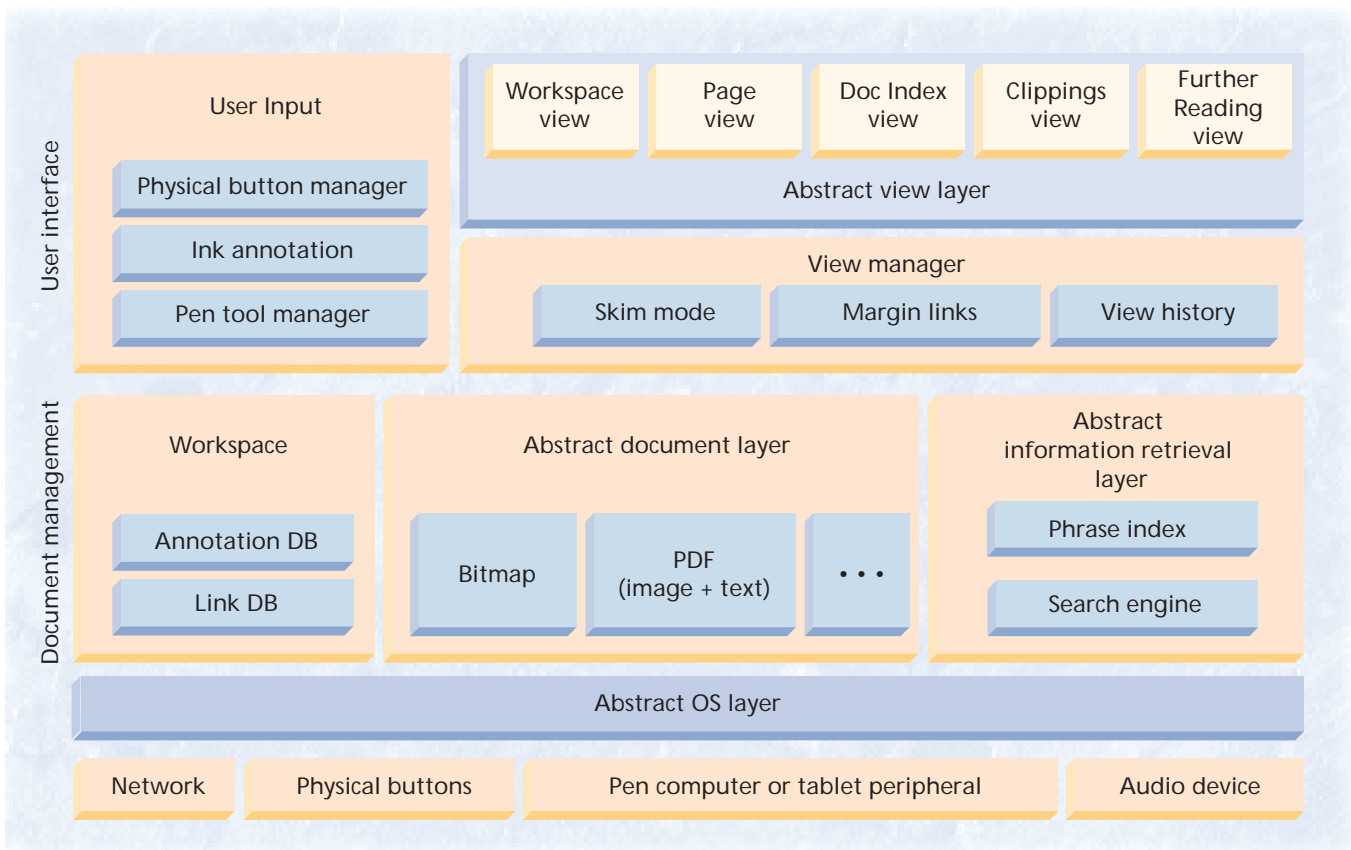 User interface
User Input
Physical button manager
Ink annotation
Pen tool manager
Workspace
view
Page
view
Doc Index
view
Clippings
view
Further
Reading
view
Abstract view layer
View manager
Skim mode
Margin links
View history
Document management
Workspace
Annotation DB
Link DB
Abstract document layer
Bitmap
PDF
(image + text)
• • •
Abstract
information retrieval
layer
Phrase index
Search engine
Abstract OS layer
Network
Physical buttons
Pen computer or tablet peripheral
Audio device